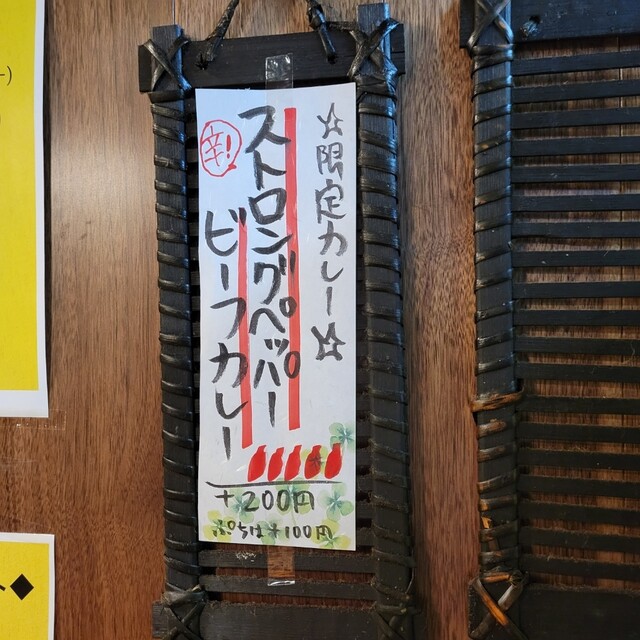 ☆限定カレー☆
ストロングペッパー
ビーフカレー
辛!
+200円
ぷちは+100円